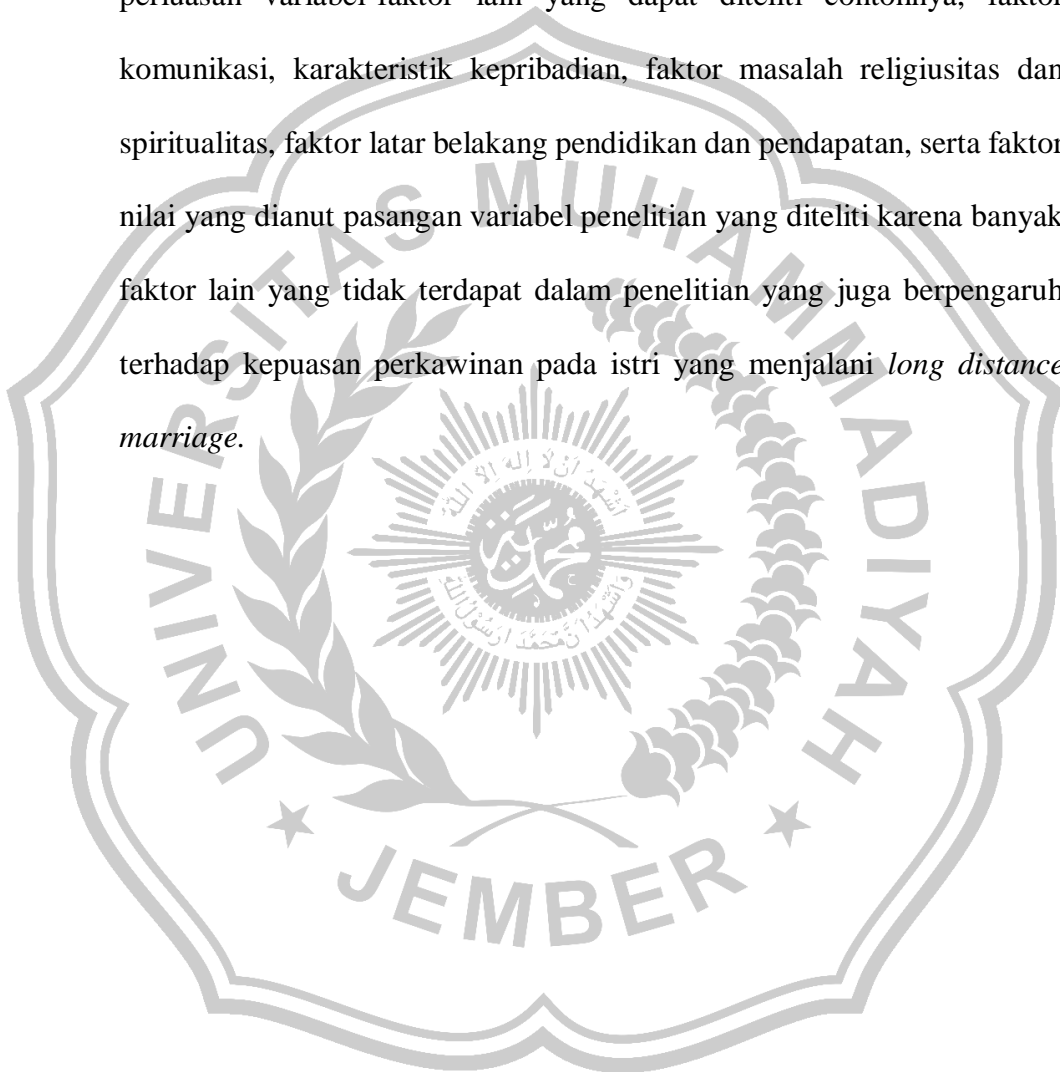 perluasan variabel faktor lain yang dapat diteliti contohnya, faktor
komunikasi, karakteristik kepribadian, faktor masalah religiusitas dan
spiritualitas, faktor latar belakang pendidikan dan pendapatan, serta faktor
nilai yang dianut pasangan variabel penelitian yang diteliti karena banyak
faktor lain yang tidak terdapat dalam penelitian yang juga berpengaruh
terhadap kepuasan perkawinan pada istri yang menjalani long distance
marriage.
UNIVERSITAS MUHAMMADIYAH
JEMBER